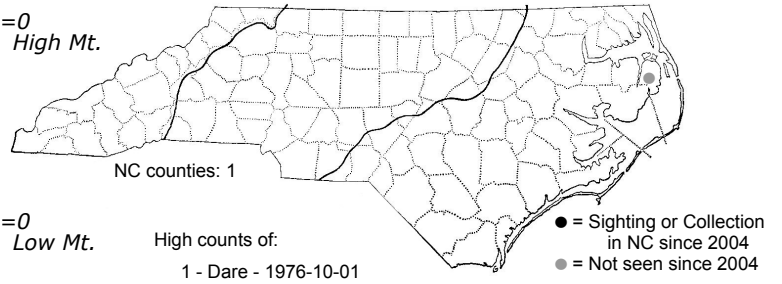 =0
High Mt.
NC counties: 1
=0
Low Mt.
High counts of:
1 - Dare - 1976-10-01
= Sighting or Collection
in NC since 2004
= Not seen since 2004